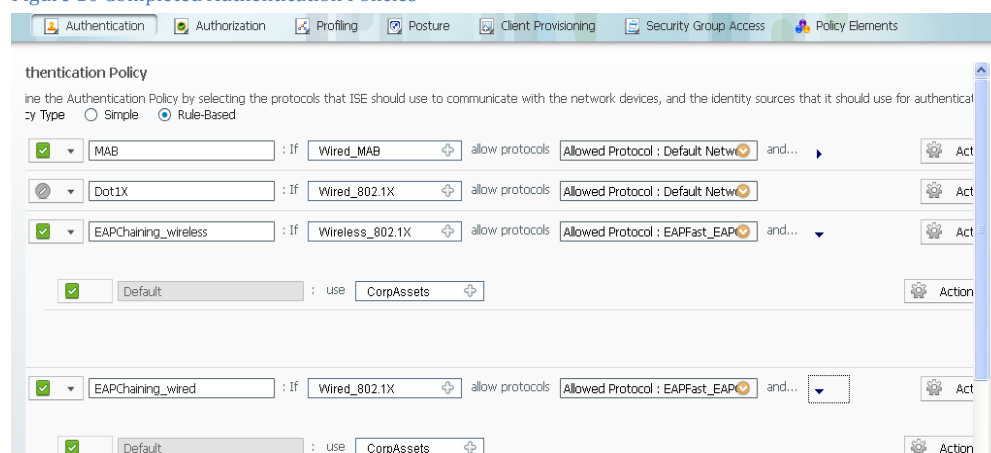 Figure 10 Completed Authentication Policies
Authentication Authorization Profiling Posture Client Provisioning Security Group Access Policy Elements
thentication Policy
ine the Authentication Policy by selecting the protocols that ISE should use to communicate with the network devices, and the identity sources that it should use for authenticat
cy Type Simple Rule-Based
MAB : If Wired_MAB allow protocols Allowed Protocol : Default Netw and... Act
Dot1X : If Wired_802.1X allow protocols Allowed Protocol : Default Netw Act
EAPChaining_wireless : If Wireless_802.1X allow protocols Allowed Protocol : EAPFast_EAP and... Act
Default : use CorpAssets Action
EAPChaining_wired : If Wired_802.1X allow protocols Allowed Protocol : EAPFast_EAP and... Act
Default : use CorpAssets Action